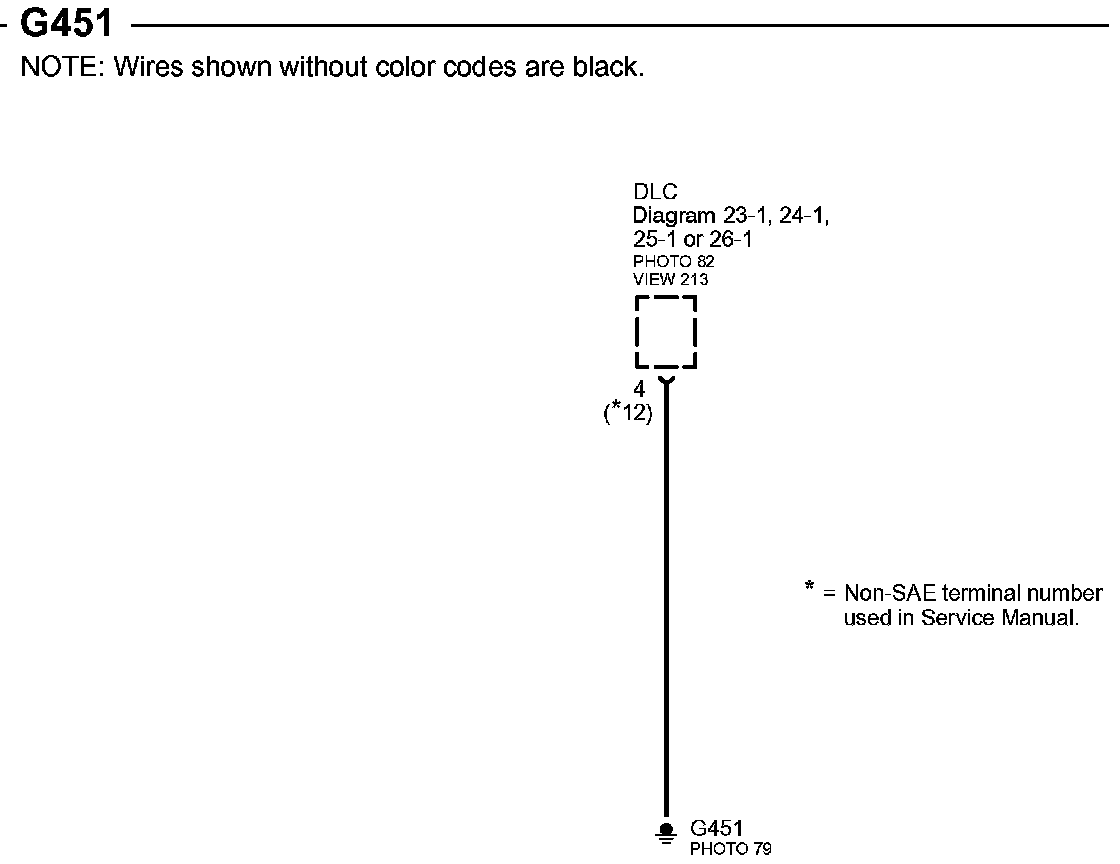 G451
NOTE: Wires shown without color codes are black.
DLC
Diagram 23-1, 24-1,
25-1 or 26-1
PHOTO 82
VIEW 213
4
(*12)
* = Non-SAE terminal number
used in Service Manual.
G451
PHOTO 79